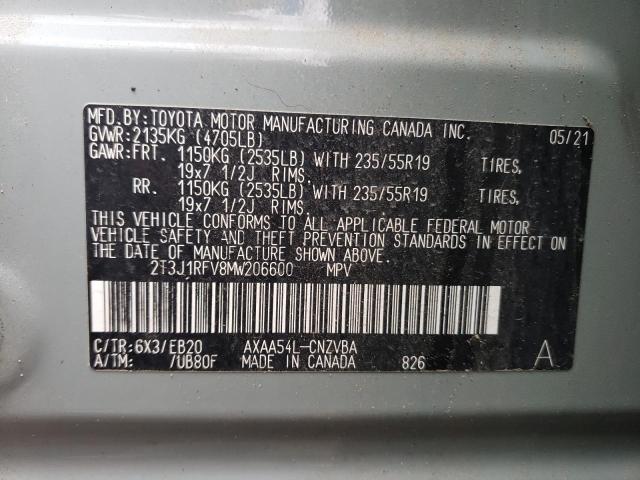 MFD.BY:TOYOTA MOTOR MANUFACTURING CANADA INC. 05/21
GVWR:2135KG (4705LB)
GAWR:FRT. 1150KG (2535LB) WITH 235/55R19 TIRES,
19x7 1/2J RIMS.
RR. 1150KG (2535LB) WITH 235/55R19 TIRES,
19x7 1/2J RIMS.
THIS VEHICLE CONFORMS TO ALL APPLICABLE FEDERAL MOTOR
VEHICLE SAFETY AND THEFT PREVENTION STANDARDS IN EFFECT ON
THE DATE OF MANUFACTURE SHOWN ABOVE.
2T3J1RFV8MW206600 MPV
C/TR:6X3/EB20 AXAA54L-CNZVBA A
A/TM: /UB80F MADE IN CANADA 826